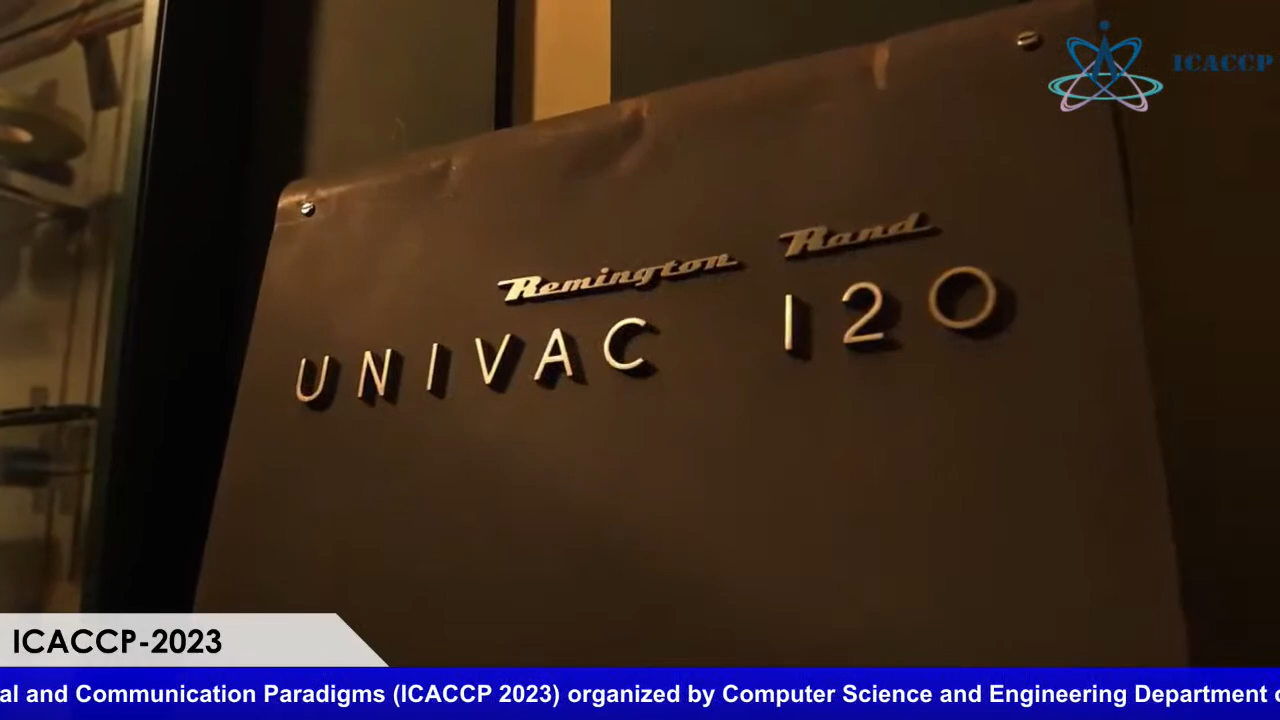 ICACCP
Remington Rand
UNIVAC 120
ICACCP-2023
al and Communication Paradigms (ICACCP 2023) organized by Computer Science and Engineering Department